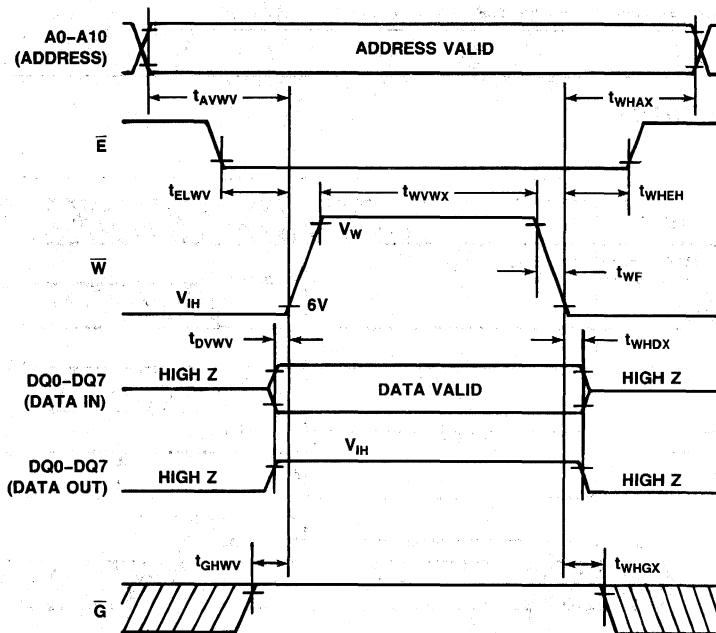 A0–A10
(ADDRESS)
ADDRESS VALID
tAVWV
tWHAX
E̅
tELWV
tWVWX
tWHEH
VW
W̅
tWF
VIH
6V
tDVWV
tWHDX
DQ0–DQ7
(DATA IN)
HIGH Z
DATA VALID
HIGH Z
VIH
DQ0–DQ7
(DATA OUT)
HIGH Z
HIGH Z
tGHWV
tWHGX
G̅